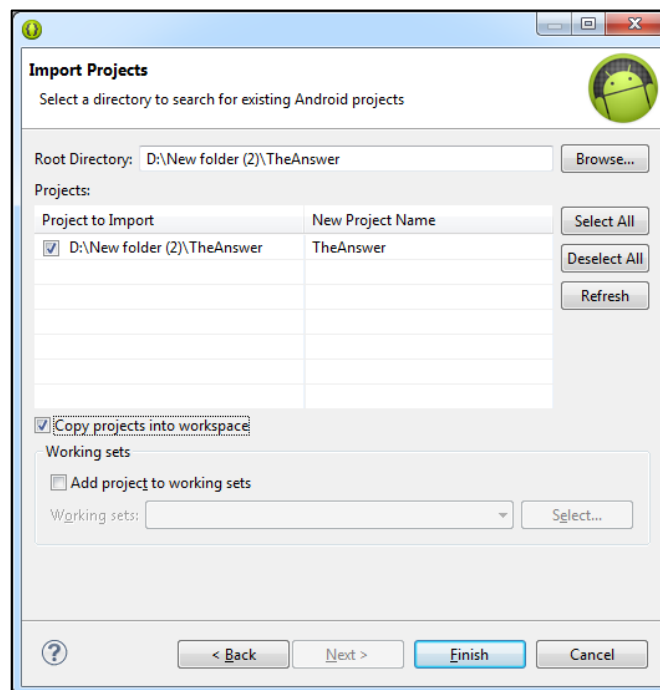 Import Projects
Select a directory to search for existing Android projects
Root Directory: D:\New folder (2)\TheAnswer Browse...
Projects:
Project to Import New Project Name Select All
D:\New folder (2)\TheAnswer TheAnswer
Deselect All
Refresh
Copy projects into workspace
Working sets
Add project to working sets
Working sets: Select...
? < Back Next > Finish Cancel